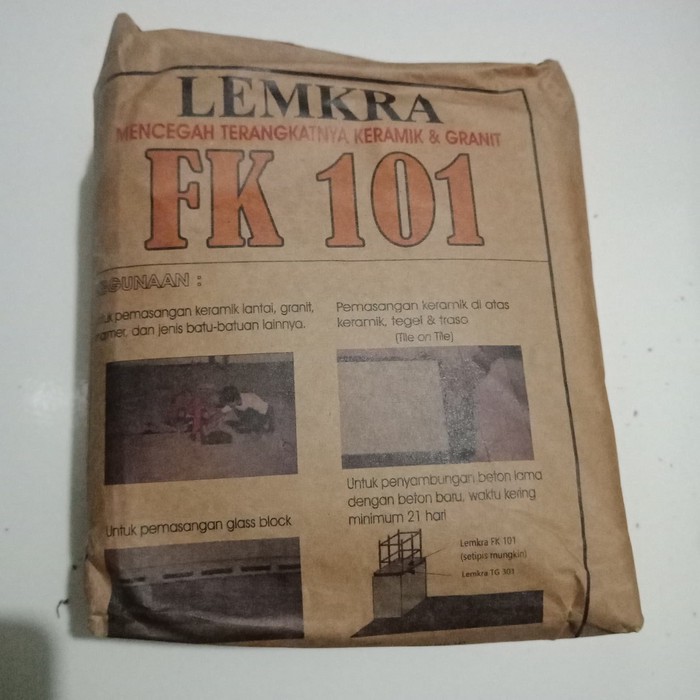 LEMKRA
MENCEGAH TERANGKATNYA KERAMIK & GRANIT
FK 101
GUNAAN :
pemasangan keramik lantai, granit,
dan jenis batu-batuan lainnya.
Pemasangan keramik di atas
keramik, tegel & traso
(Tile on Tile)
Untuk pemasangan glass block
Untuk penyambungan beton lama
dengan beton baru, waktu kering
minimum 21 hari
Lemkra FK 101
(setipis mungkin)
Lemkra TG 301